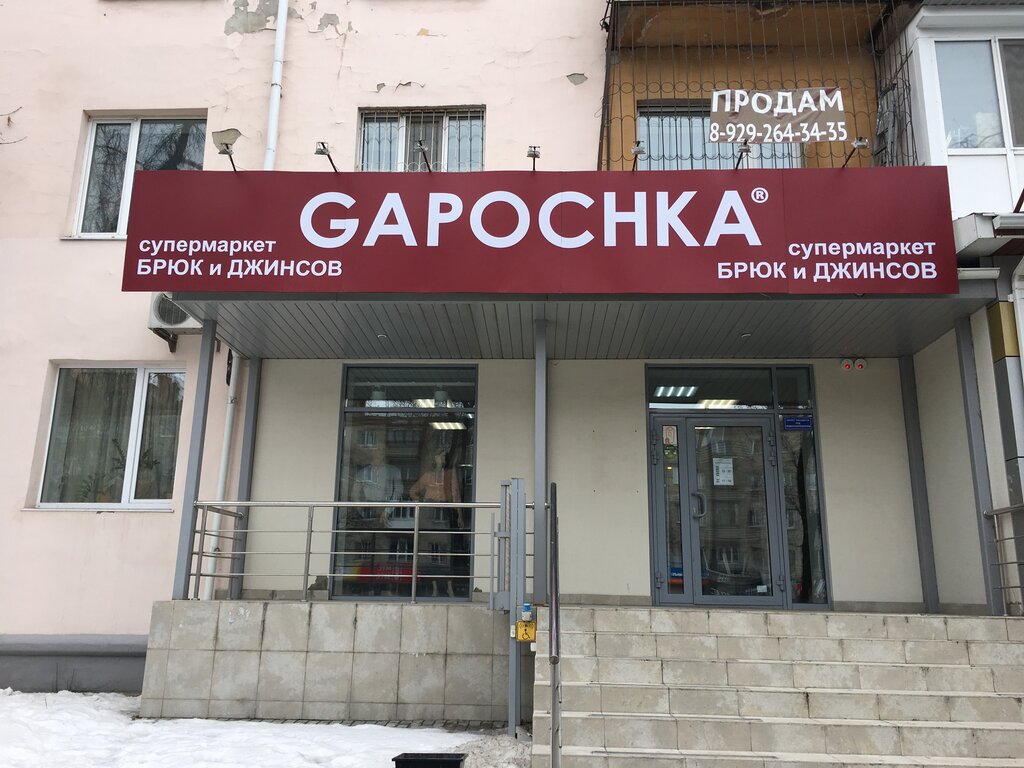 ПРОДАМ
8-929-264-34-35
GAPOCHKA®
супермаркет
БРЮК и ДЖИНСОВ
супермаркет
БРЮК и ДЖИНСОВ